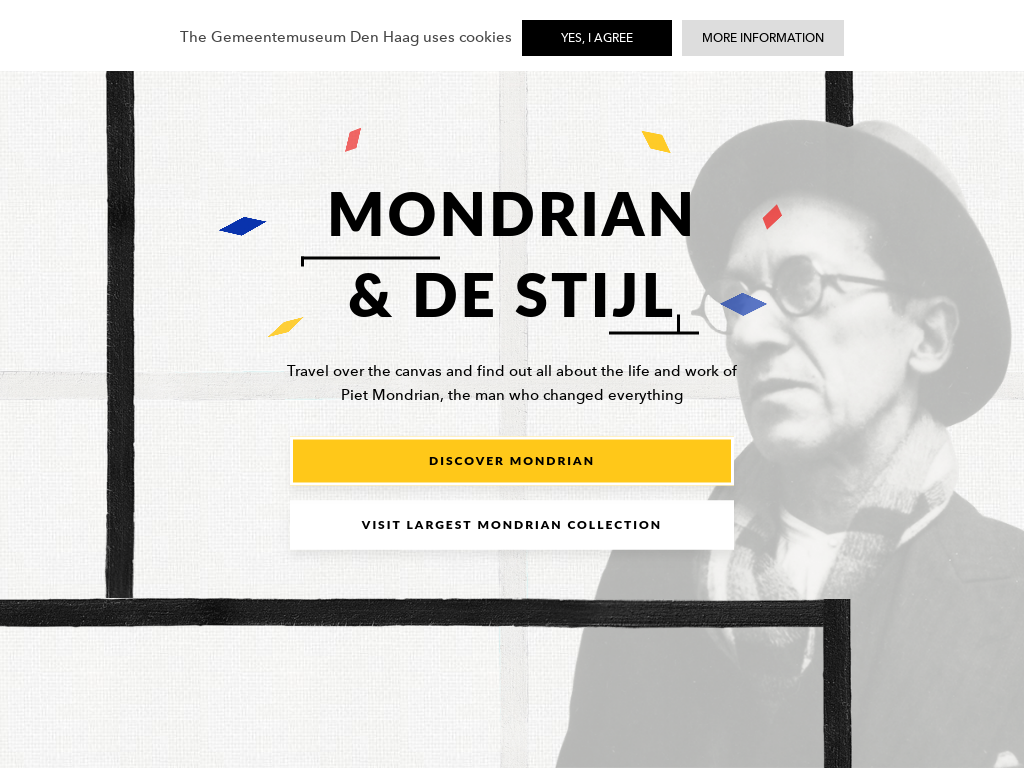 The Gemeentemuseum Den Haag uses cookies
YES, I AGREE
MORE INFORMATION
MONDRIAN
& DE STIJL
Travel over the canvas and find out all about the life and work of
Piet Mondrian, the man who changed everything
DISCOVER MONDRIAN
VISIT LARGEST MONDRIAN COLLECTION